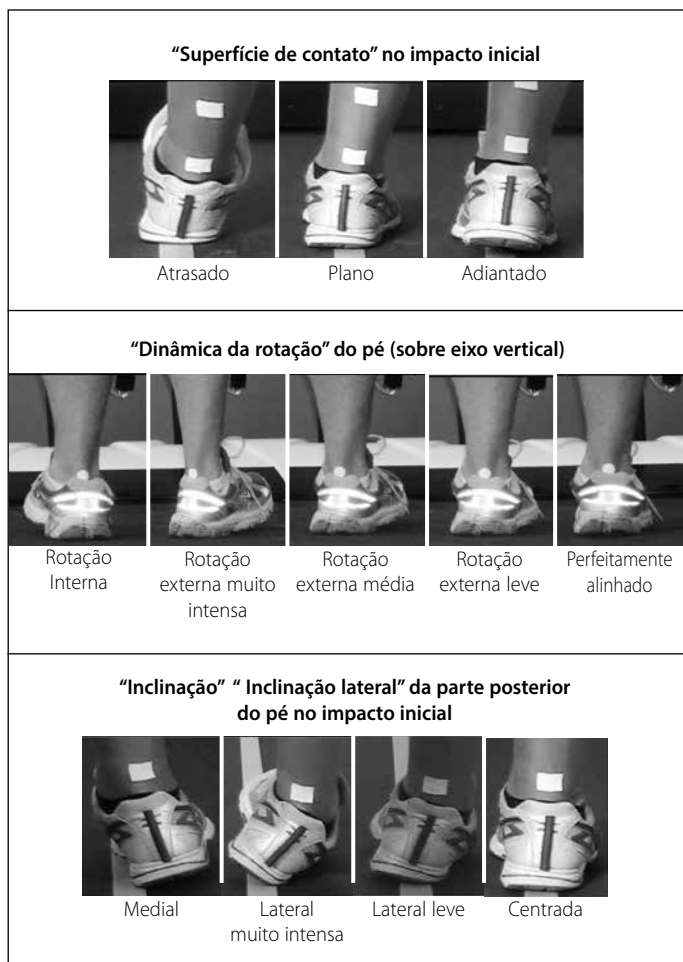 “Superfície de contato” no impacto inicial
Atrasado Plano Adiantado
“Dinâmica da rotação” do pé (sobre eixo vertical)
Rotação Interna
Rotação externa muito intensa
Rotação externa média
Rotação externa leve
Perfeitamente alinhado
“Inclinação” “ Inclinação lateral” da parte posterior
do pé no impacto inicial
Medial
Lateral muito intensa
Lateral leve
Centrada